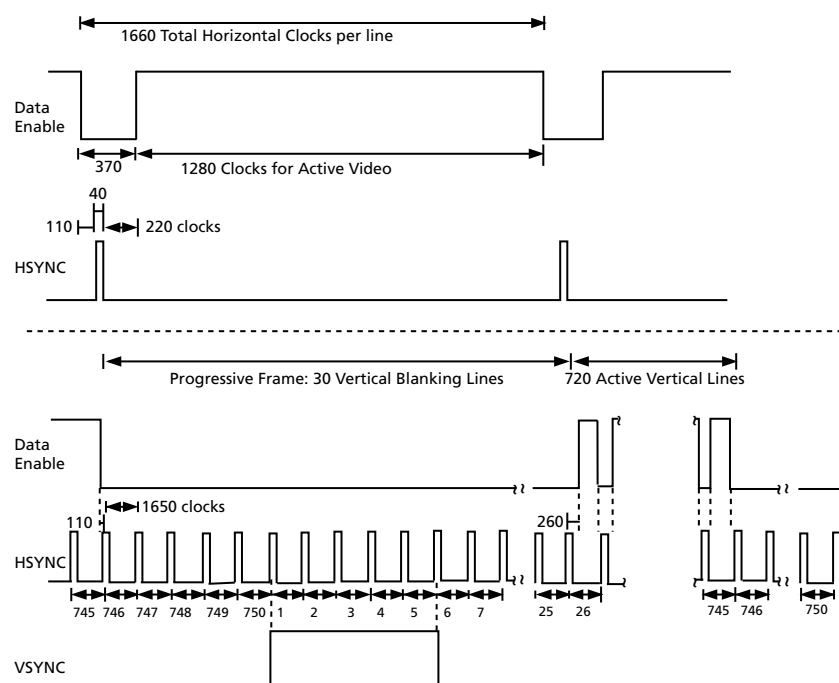 1660 Total Horizontal Clocks per line
Data
Enable
370
1280 Clocks for Active Video
40
110
220 clocks
HSYNC
Progressive Frame: 30 Vertical Blanking Lines
720 Active Vertical Lines
Data
Enable
1650 clocks
110
260
HSYNC
745 746 747 748 749 750 1 2 3 4 5 6 7 25 26 745 746 750
VSYNC